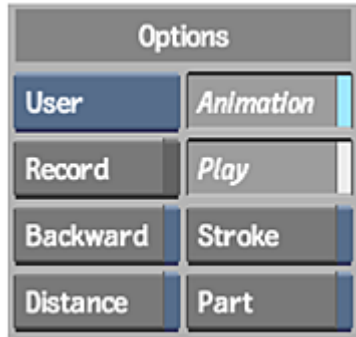 Options
User Animation
Record Play
Backward Stroke
Distance Part